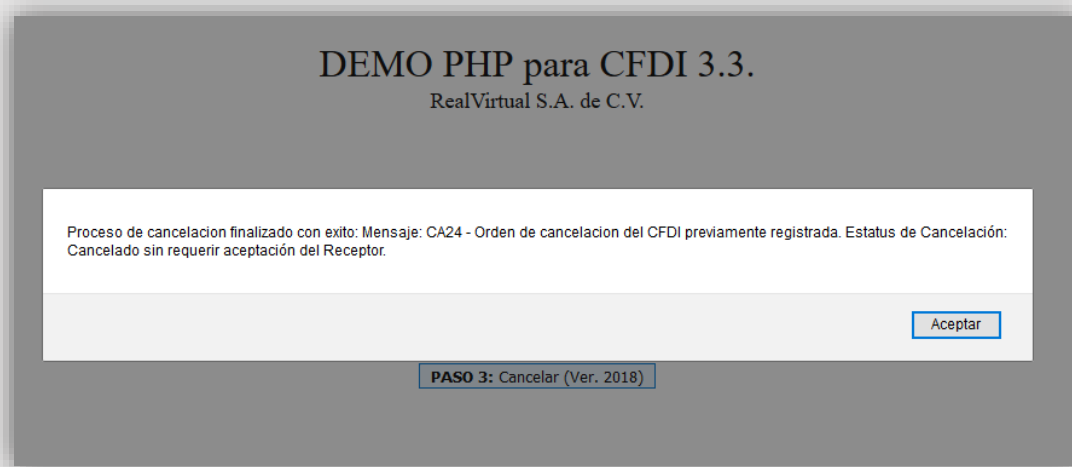 DEMO PHP para CFDI 3.3.
RealVirtual S.A. de C.V.
Proceso de cancelacion finalizado con exito: Mensaje: CA24 - Orden de cancelacion del CFDI previamente registrada. Estatus de Cancelación:
Cancelado sin requerir aceptación del Receptor.
Aceptar
PASO 3: Cancelar (Ver. 2018)